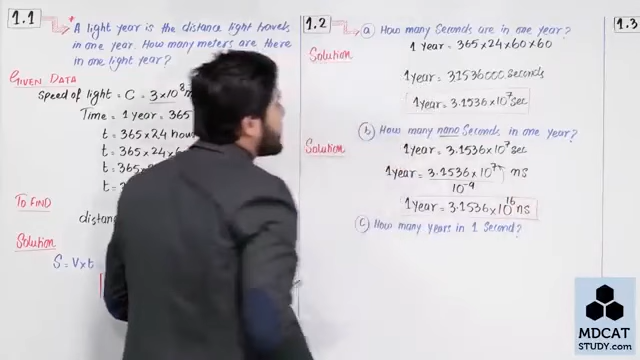 1.1
A light year is the distance light travels
in one year. How many meters are there
in one light year?
GIVEN DATA
Speed of light = C = 3×10⁸ m
Time = 1 year = 365
t = 365×24 hou
t = 365×24×
t = 365×
t =
TO FIND
distan
Solution
S = V×t =
1.2
(a) How many Seconds are in one year?
Solution
1 Year = 365×24×60×60
1 Year = 31536000 Seconds
1 Year = 3.1536×10⁷ Sec
(b) How many nano Seconds in one year?
Solution
1 Year = 3.1536×10⁷ Sec
1 Year = 3.1536×10⁷ ns
10⁻⁹
1 Year = 3.1536×10¹⁶ ns
(c) How many Years in 1 Second?
1.3
MDCAT
STUDY.com